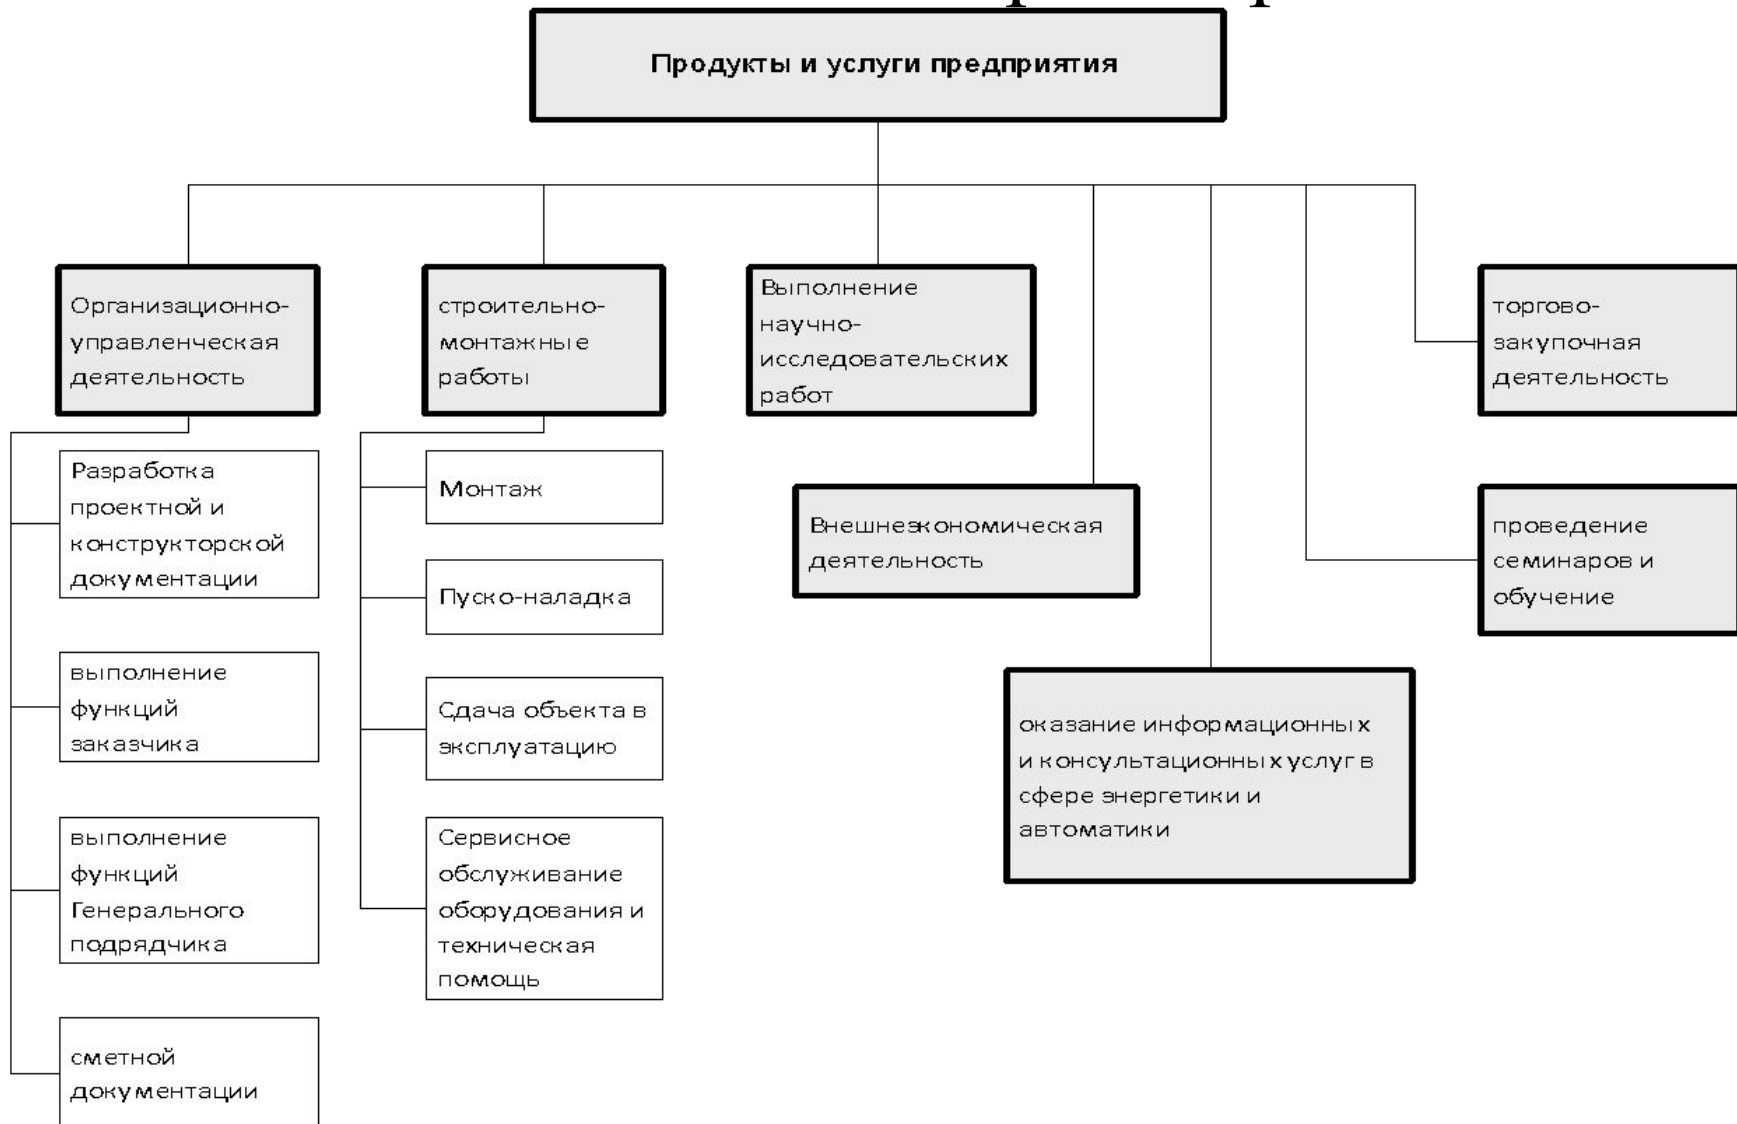 Продукты и услуги предприятия
Организационно-
управленческая
деятельность
строительно-
монтажные
работы
Выполнение
научно-
исследовательских
работ
торгово-
закупочная
деятельность
Разработка
проектной и
конструкторской
документации
Монтаж
Внешнеэкономическая
деятельность
проведение
семинаров и
обучение
Пуско-наладка
выполнение
функций
заказчика
Сдача объекта в
эксплуатацию
оказание информационных
и консультационных услуг в
сфере энергетики и
автоматики
выполнение
функций
Генерального
подрядчика
Сервисное
обслуживание
оборудования и
техническая
помощь
сметной
документации